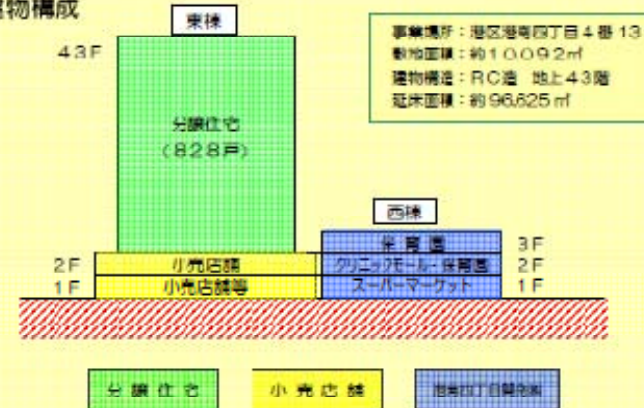 物構成
東棟
43F
事業場所：港区港南四丁目4番13
敷地面積：約10,092㎡
建物構造：RC造 地上43階
延床面積：約96,625㎡
分譲住宅
（828戸）
西棟
保育園
3F
2F
小売店舗
クリニックモール・保育園
2F
1F
小売店舗等
スーパーマーケット
1F
分譲住宅
小売店舗
港南四丁目